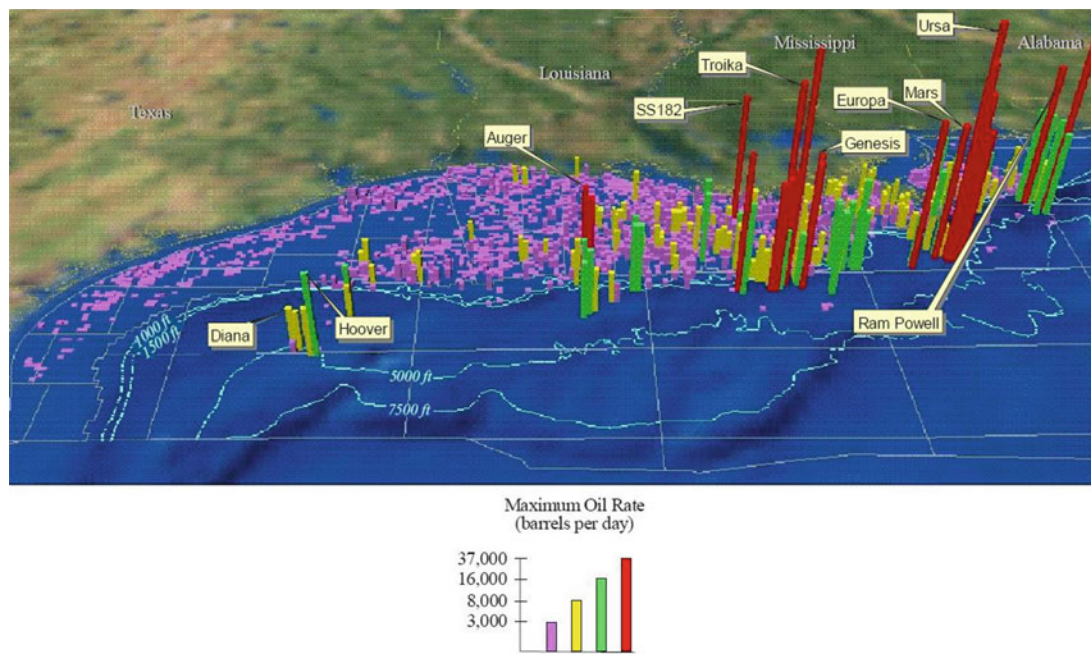 Ursa
Mississippi
Alabama
Troika
Louisiana
Mars
Europa
SS182
Texas
Auger
Genesis
1000 ft
1500 ft
Diana
Hoover
Ram Powell
5000 ft
7500 ft
Maximum Oil Rate
(barrels per day)
37,000
16,000
8,000
3,000